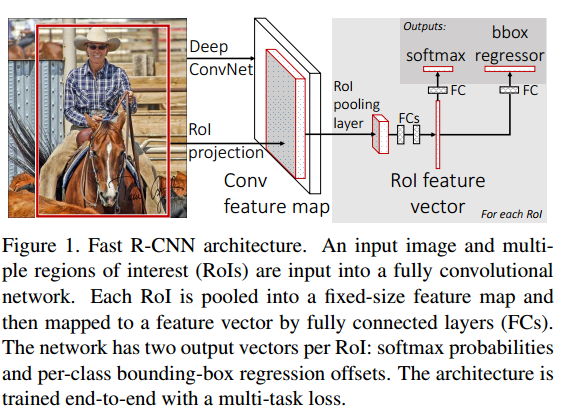 Outputs:
bbox
softmax regressor
Deep
ConvNet
RoI
pooling
layer
FC
FC
FCs
RoI
projection
Conv
feature map
RoI feature
vector
For each RoI
Figure 1. Fast R-CNN architecture. An input image and multi-
ple regions of interest (RoIs) are input into a fully convolutional
network. Each RoI is pooled into a fixed-size feature map and
then mapped to a feature vector by fully connected layers (FCs).
The network has two output vectors per RoI: softmax probabilities
and per-class bounding-box regression offsets. The architecture is
trained end-to-end with a multi-task loss.